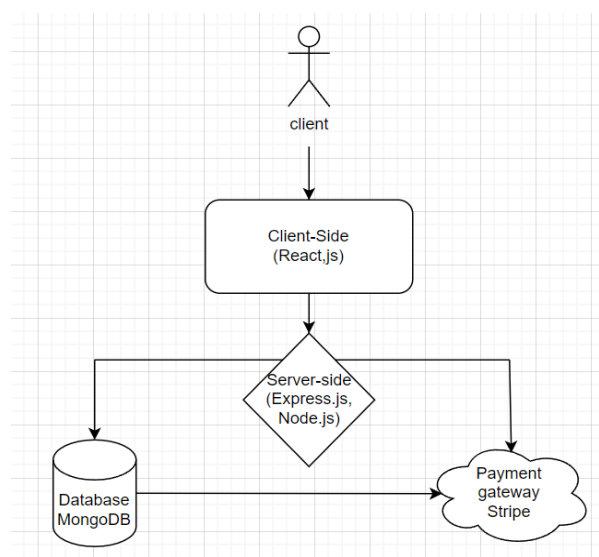 client
Client-Side
(React,js)
Server-side
(Express.js,
Node.js)
Database
MongoDB
Payment
gateway
Stripe